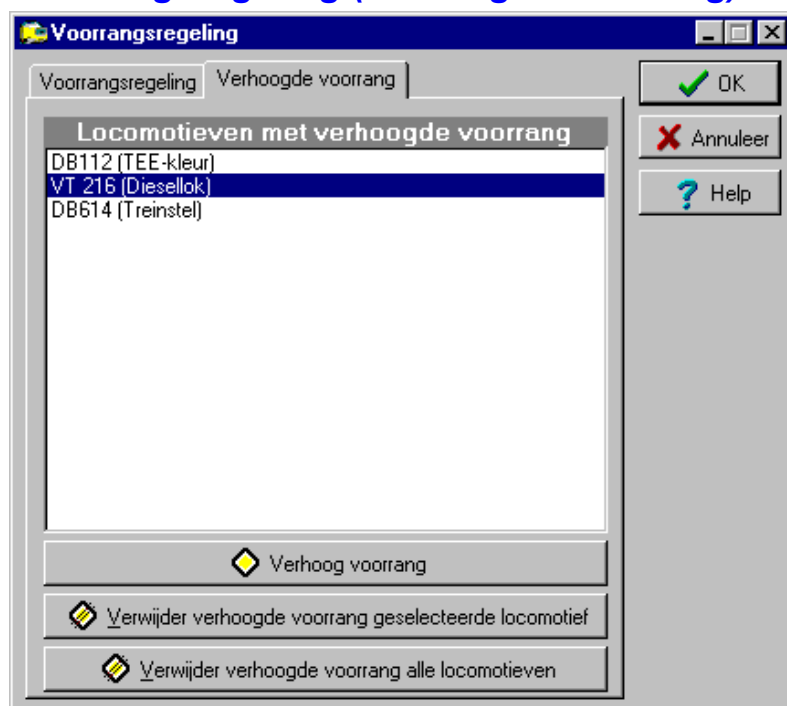 Voorrangsregeling
Voorrangsregeling Verhoogde voorrang
OK
Locomotieven met verhoogde voorrang
Annuleer
DB112 (TEE-kleur)
VT 216 (Diesellok)
Help
DB614 (Treinstel)
Verhoog voorrang
Verwijder verhoogde voorrang geselecteerde locomotief
Verwijder verhoogde voorrang alle locomotieven